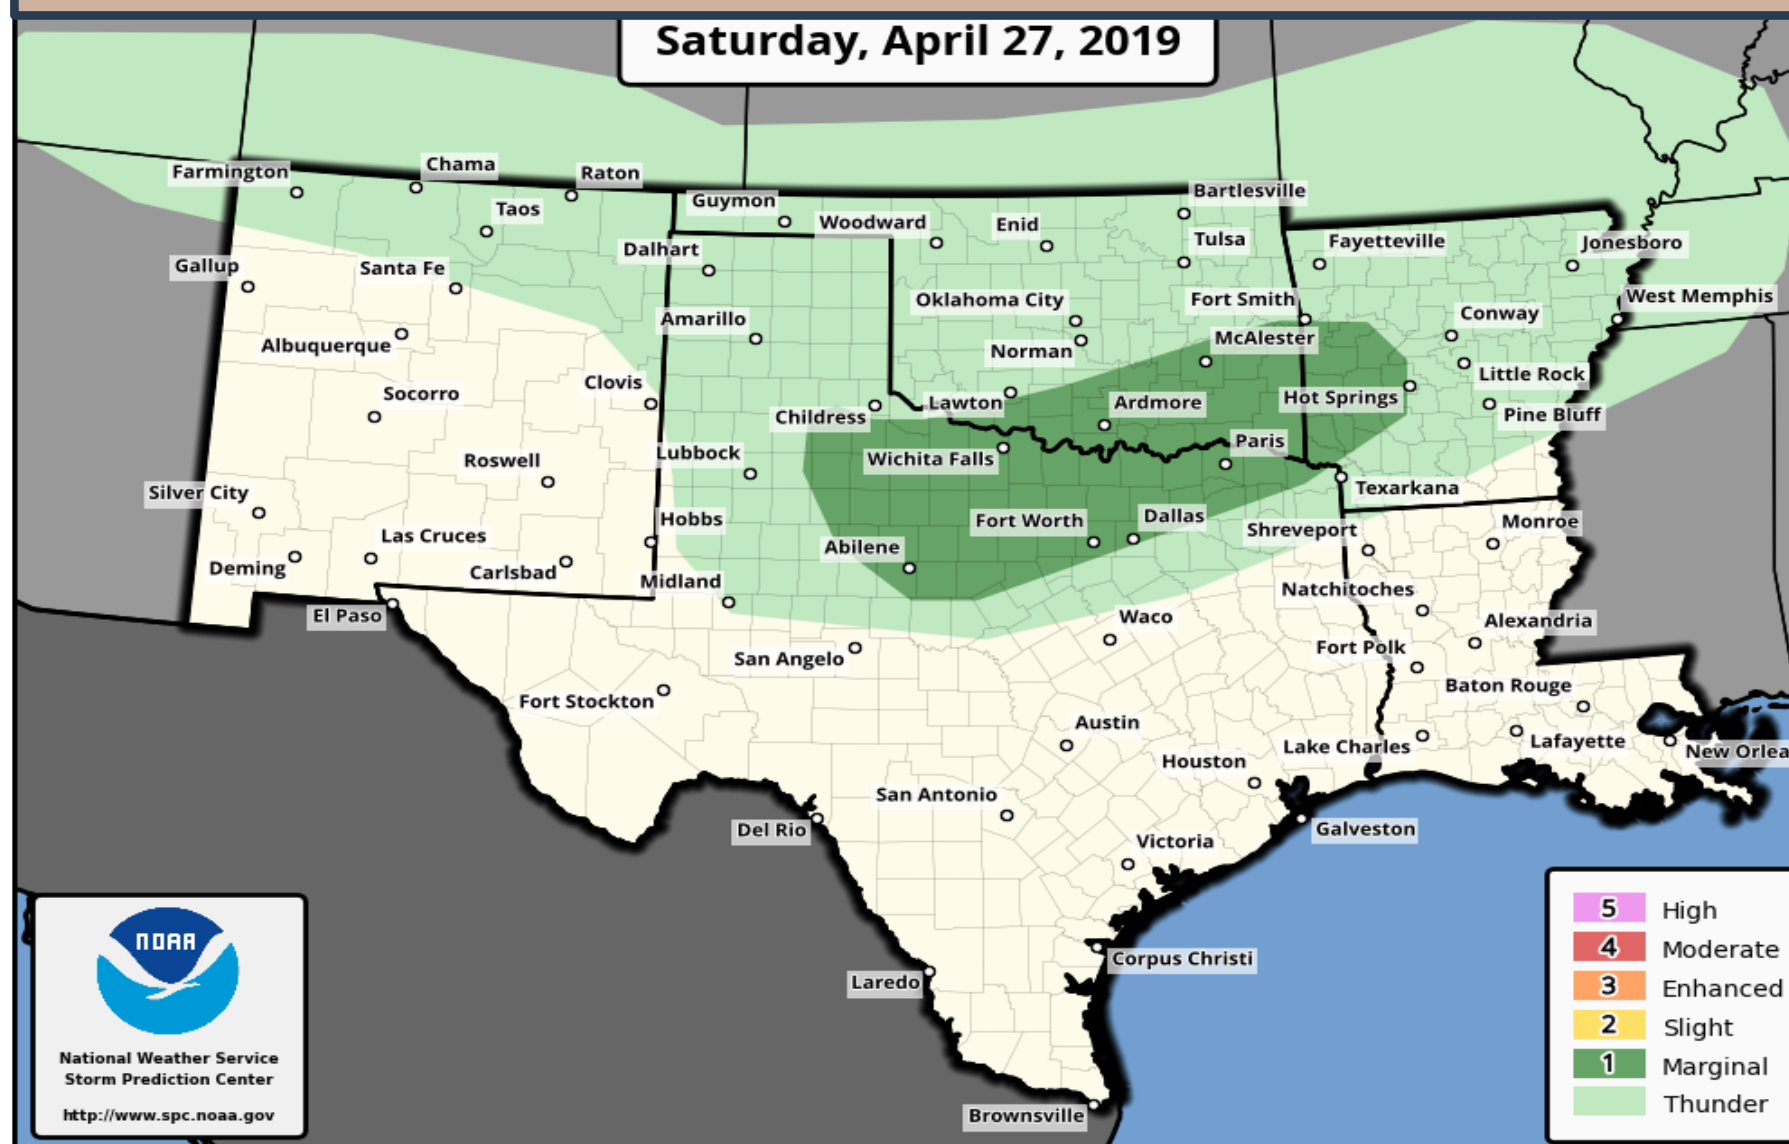 Saturday, April 27, 2019
Farmington
Chama
Raton
Taos
Guymon
Woodward
Enid
Bartlesville
Tulsa
Fayetteville
Jonesboro
Gallup
Santa Fe
Dalhart
Oklahoma City
Fort Smith
West Memphis
Albuquerque
Amarillo
Norman
McAlester
Conway
Little Rock
Socorro
Clovis
Childress
Lawton
Ardmore
Hot Springs
Pine Bluff
Roswell
Lubbock
Wichita Falls
Paris
Texarkana
Silver City
Las Cruces
Hobbs
Fort Worth
Dallas
Shreveport
Monroe
Deming
Carlsbad
Midland
Abilene
Natchitoches
El Paso
Waco
Alexandria
San Angelo
Fort Polk
Fort Stockton
Baton Rouge
Austin
Lake Charles
Lafayette
New Orlea
Houston
San Antonio
Del Rio
Galveston
Victoria
Corpus Christi
Laredo
Brownsville
NOAA
National Weather Service
Storm Prediction Center
http://www.spc.noaa.gov
5 High
4 Moderate
3 Enhanced
2 Slight
1 Marginal
Thunder